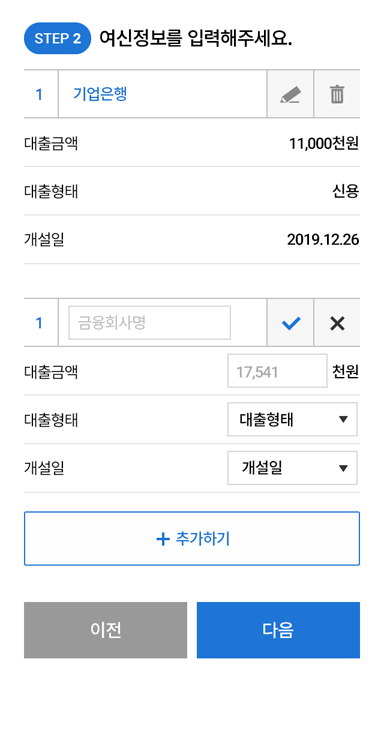 STEP 2 여신정보를 입력해주세요.
1 기업은행
대출금액 11,000천원
대출형태 신용
개설일 2019.12.26
1 금융회사명
대출금액 17,541 천원
대출형태 대출형태
개설일 개설일
+ 추가하기
이전 다음